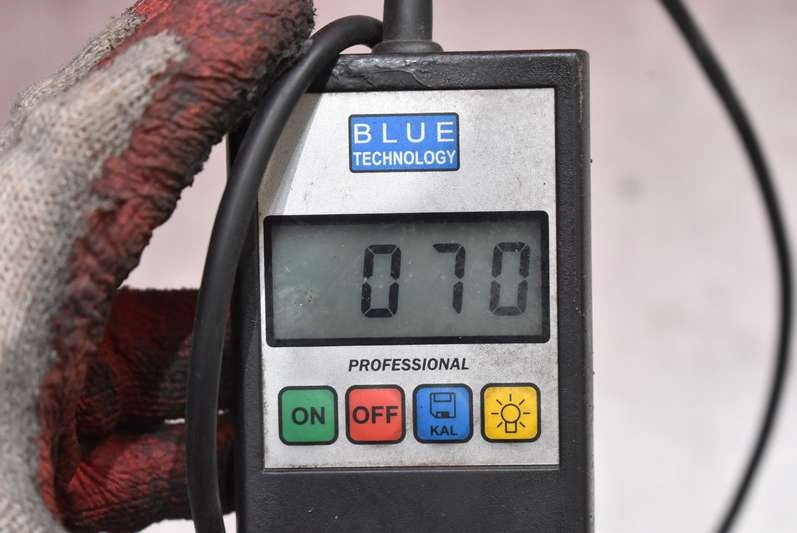 BLUE
TECHNOLOGY
070
PROFESSIONAL
ON OFF KAL